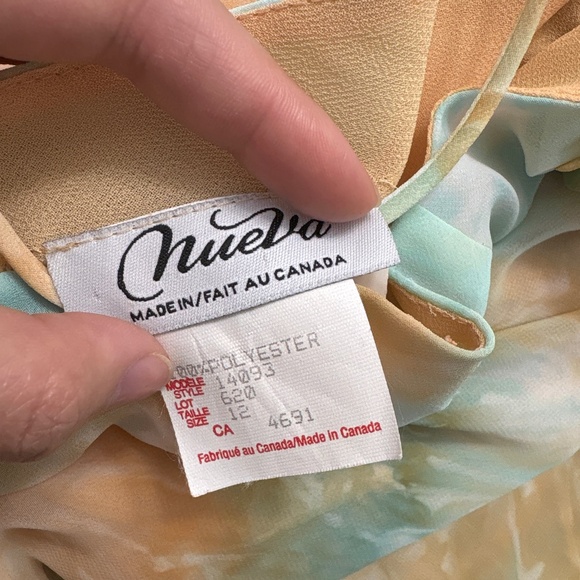 nueva
MADE IN/FAIT AU CANADA
00%POLYESTER
MODELE
STYLE 14093
LOT 620
TAILLE
SIZE 12
CA 4691
Fabriqué au Canada/Made in Canada